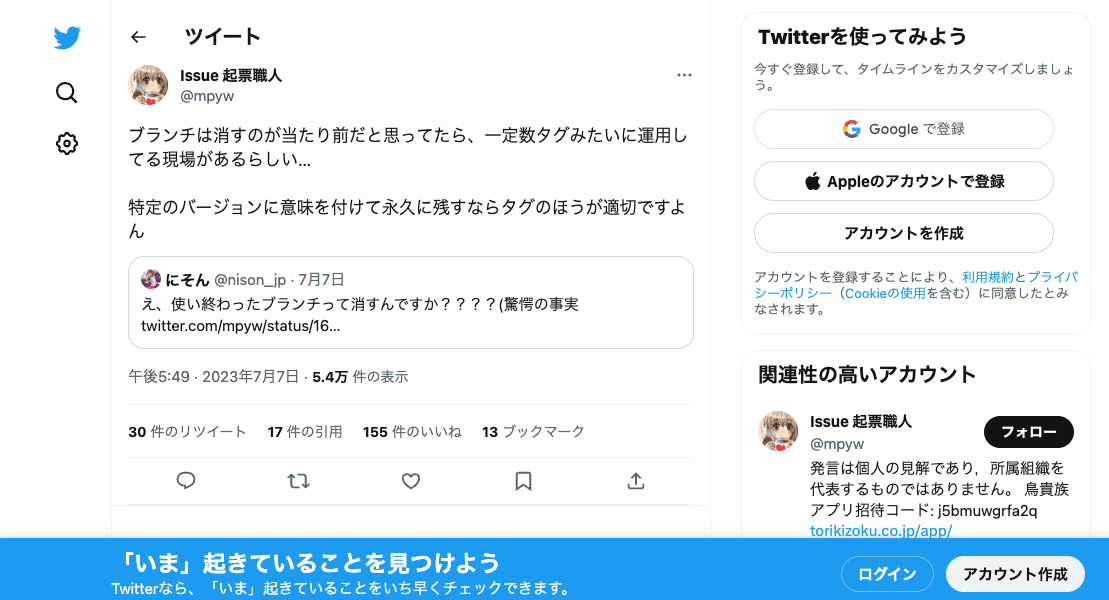 ツイート
Issue 起票職人
@mpyw
ブランチは消すのが当たり前だと思ってたら、一定数タグみたいに運用し
てる現場があるらしい...
特定のバージョンに意味を付けて永久に残すならタグのほうが適切ですよ
ん
にそん @nison_jp · 7月7日
え、使い終わったブランチって消すんですか？？？？(驚愕の事実
twitter.com/mpyw/status/16...
午後5:49 · 2023年7月7日 · 5.4万 件の表示
30 件のリツイート 17 件の引用 155 件のいいね 13 ブックマーク
Twitterを使ってみよう
今すぐ登録して、タイムラインをカスタマイズしましょ
う。
Google で登録
Appleのアカウントで登録
アカウントを作成
アカウントを登録することにより、利用規約とプライバ
シーポリシー（Cookieの使用を含む）に同意したとみ
なされます。
関連性の高いアカウント
Issue 起票職人
@mpyw
フォロー
発言は個人の見解であり，所属組織を
代表するものではありません。 鳥貴族
アプリ招待コード: j5bmuwgrfa2q
torikizoku.co.jp/app/
「いま」起きていることを見つけよう
Twitterなら、「いま」起きていることをいち早くチェックできます。
ログイン
アカウント作成